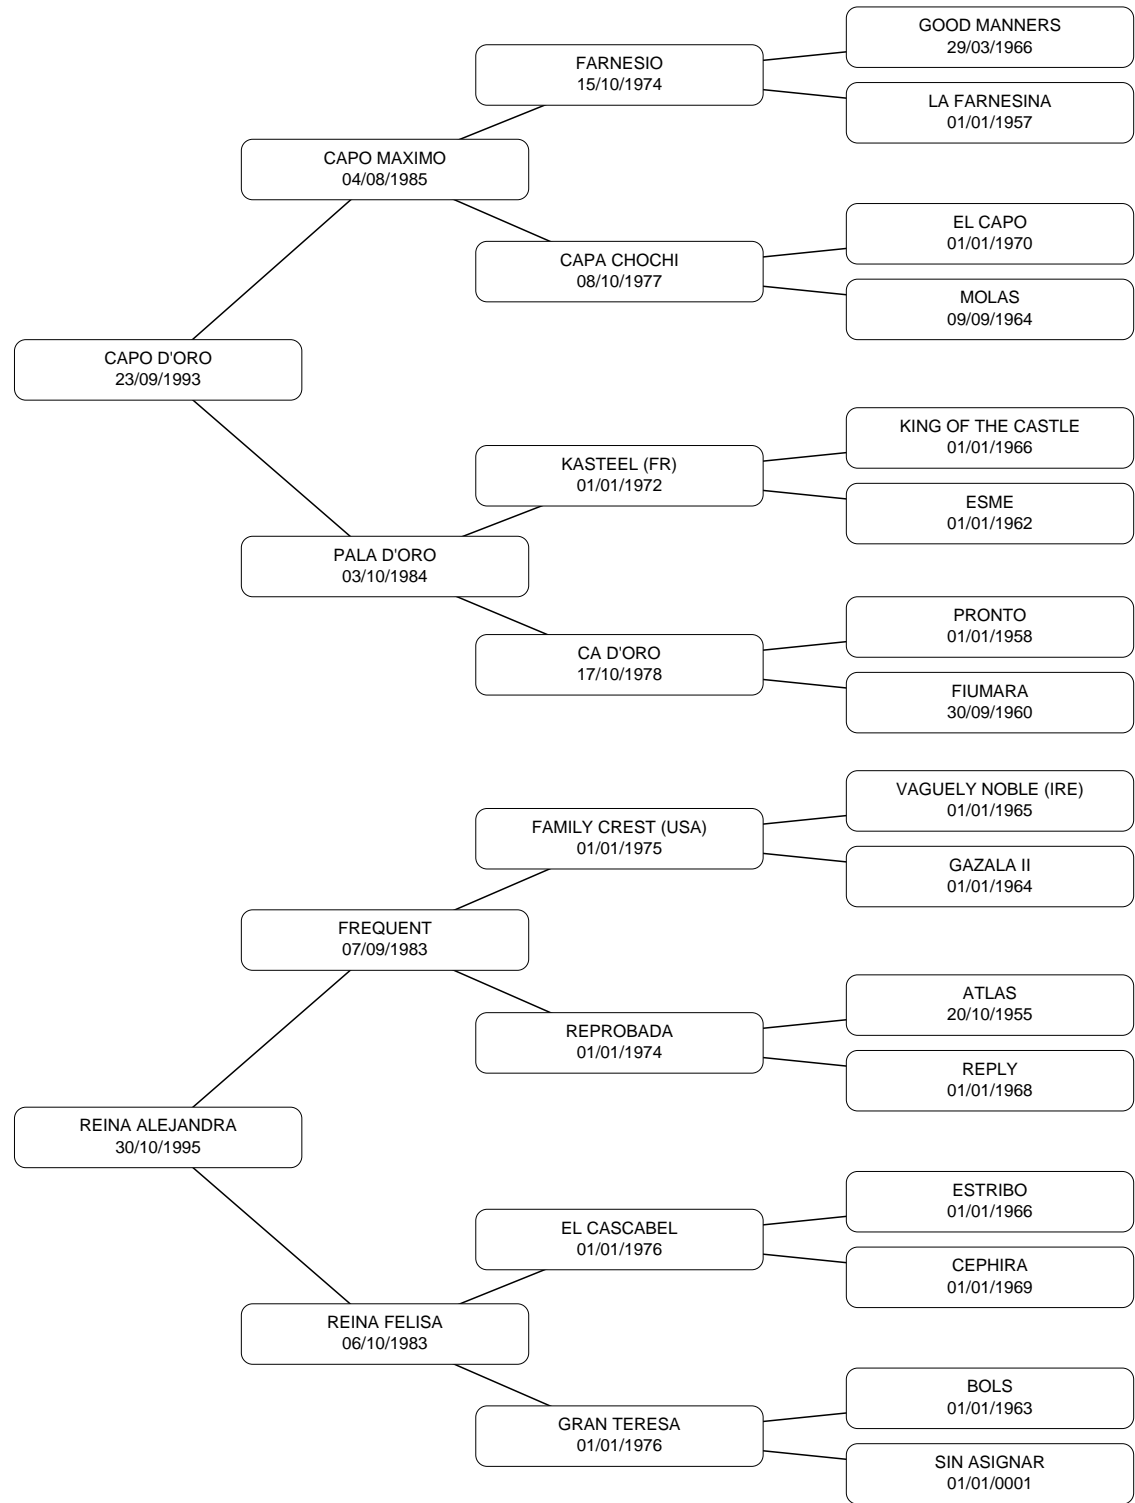 GOOD MANNERS
29/03/1966
FARNESIO
15/10/1974
LA FARNESINA
01/01/1957
CAPO MAXIMO
04/08/1985
EL CAPO
01/01/1970
CAPA CHOCHI
08/10/1977
MOLAS
09/09/1964
CAPO D'ORO
23/09/1993
KING OF THE CASTLE
01/01/1966
KASTEEL (FR)
01/01/1972
ESME
01/01/1962
PALA D'ORO
03/10/1984
PRONTO
01/01/1958
CA D'ORO
17/10/1978
FIUMARA
30/09/1960
VAGUELY NOBLE (IRE)
01/01/1965
FAMILY CREST (USA)
01/01/1975
GAZALA II
01/01/1964
FREQUENT
07/09/1983
ATLAS
20/10/1955
REPROBADA
01/01/1974
REPLY
01/01/1968
REINA ALEJANDRA
30/10/1995
ESTRIBO
01/01/1966
EL CASCABEL
01/01/1976
CEPHIRA
01/01/1969
REINA FELISA
06/10/1983
BOLS
01/01/1963
GRAN TERESA
01/01/1976
SIN ASIGNAR
01/01/0001